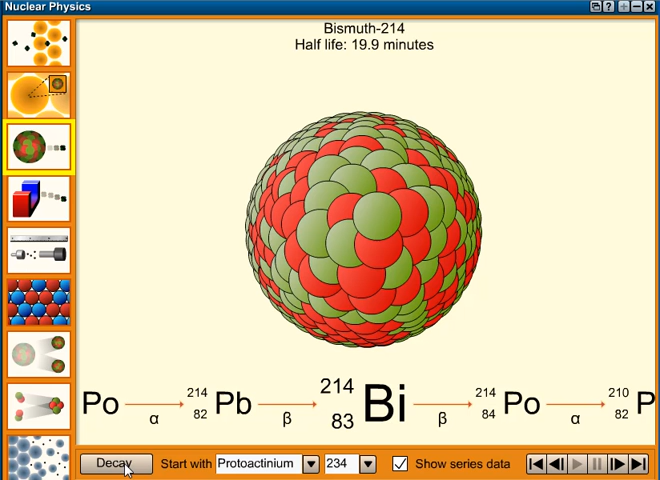 Nuclear Physics
Bismuth-214
Half life: 19.9 minutes
Po α 214 82 Pb β 214 83 Bi β 214 84 Po α 210 82 P
Decay Start with Protoactinium 234 Show series data